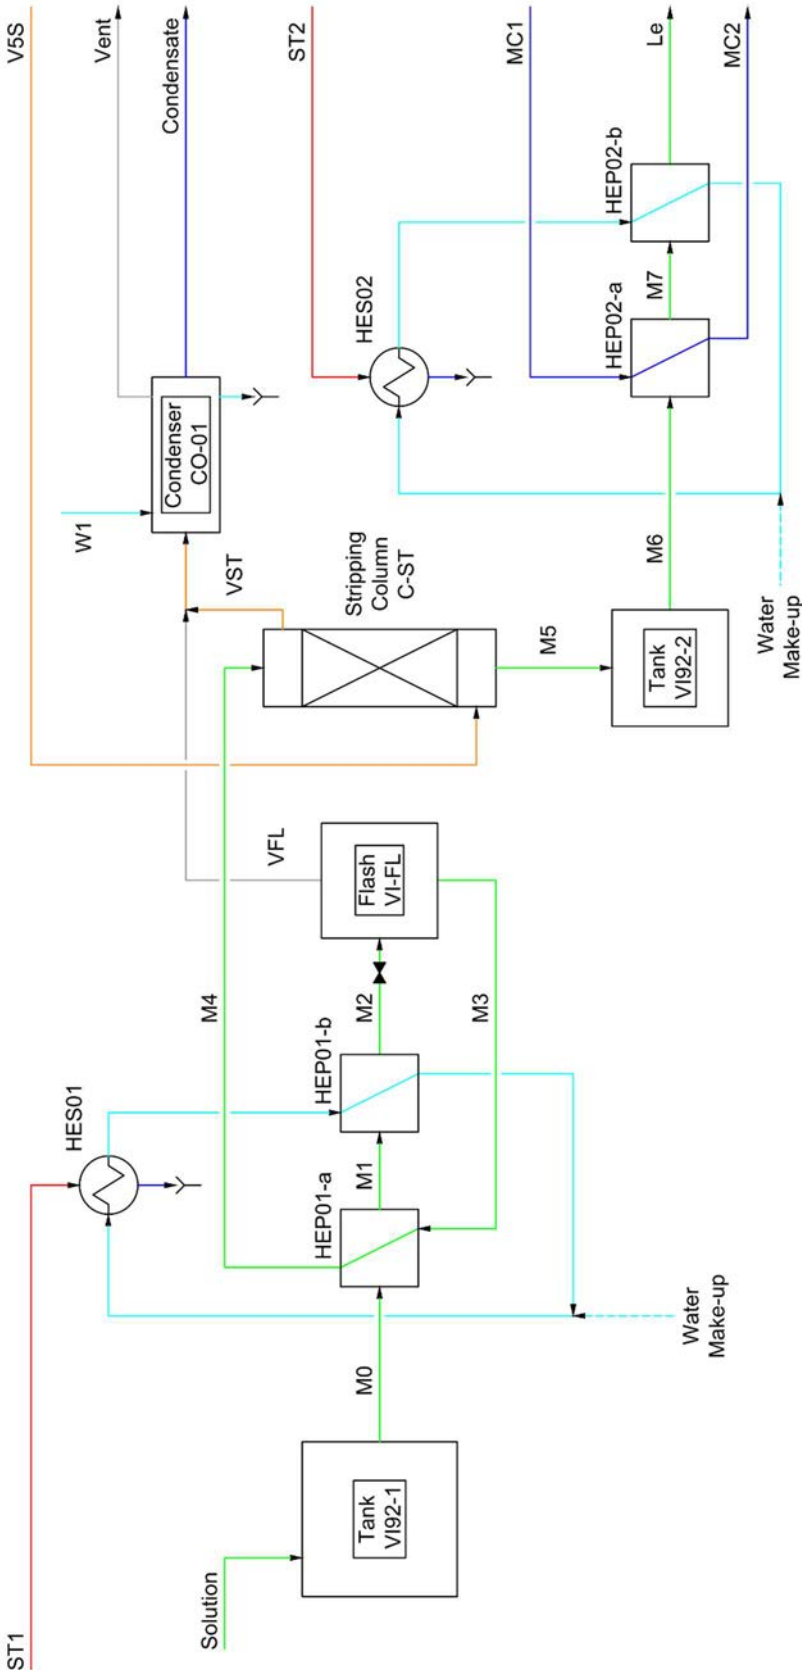 ST1
Solution
Tank
VI92-1
M0
HES01
HEP01-a
M1
HEP01-b
M2
M3
M4
Water
Make-up
Flash
VI-FL
VFL
Stripping
Column
C-ST
VST
W1
Condenser
CO-01
V5S
Vent
Condensate
M5
Tank
VI92-2
M6
HES02
ST2
HEP02-a
M7
HEP02-b
MC1
Le
MC2
Water
Make-up